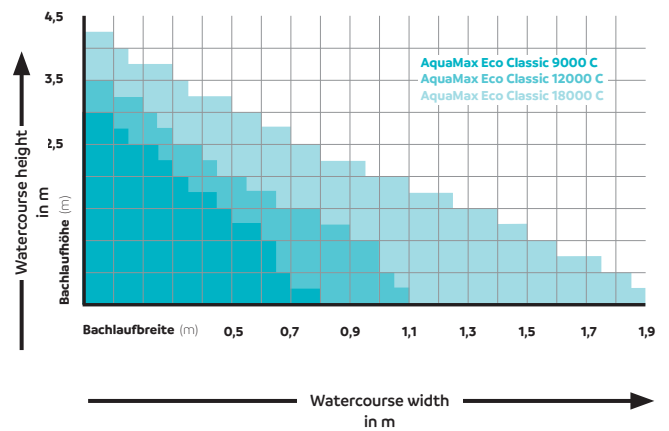 4,5
AquaMax Eco Classic 9000 C
AquaMax Eco Classic 12000 C
3,5
AquaMax Eco Classic 18000 C
2,5
Watercourse height
in m
Bachlaufhöhe (m)
Bachlaufbreite (m) 0,5 0,7 0,9 1,1 1,3 1,5 1,7 1,9
Watercourse width
in m